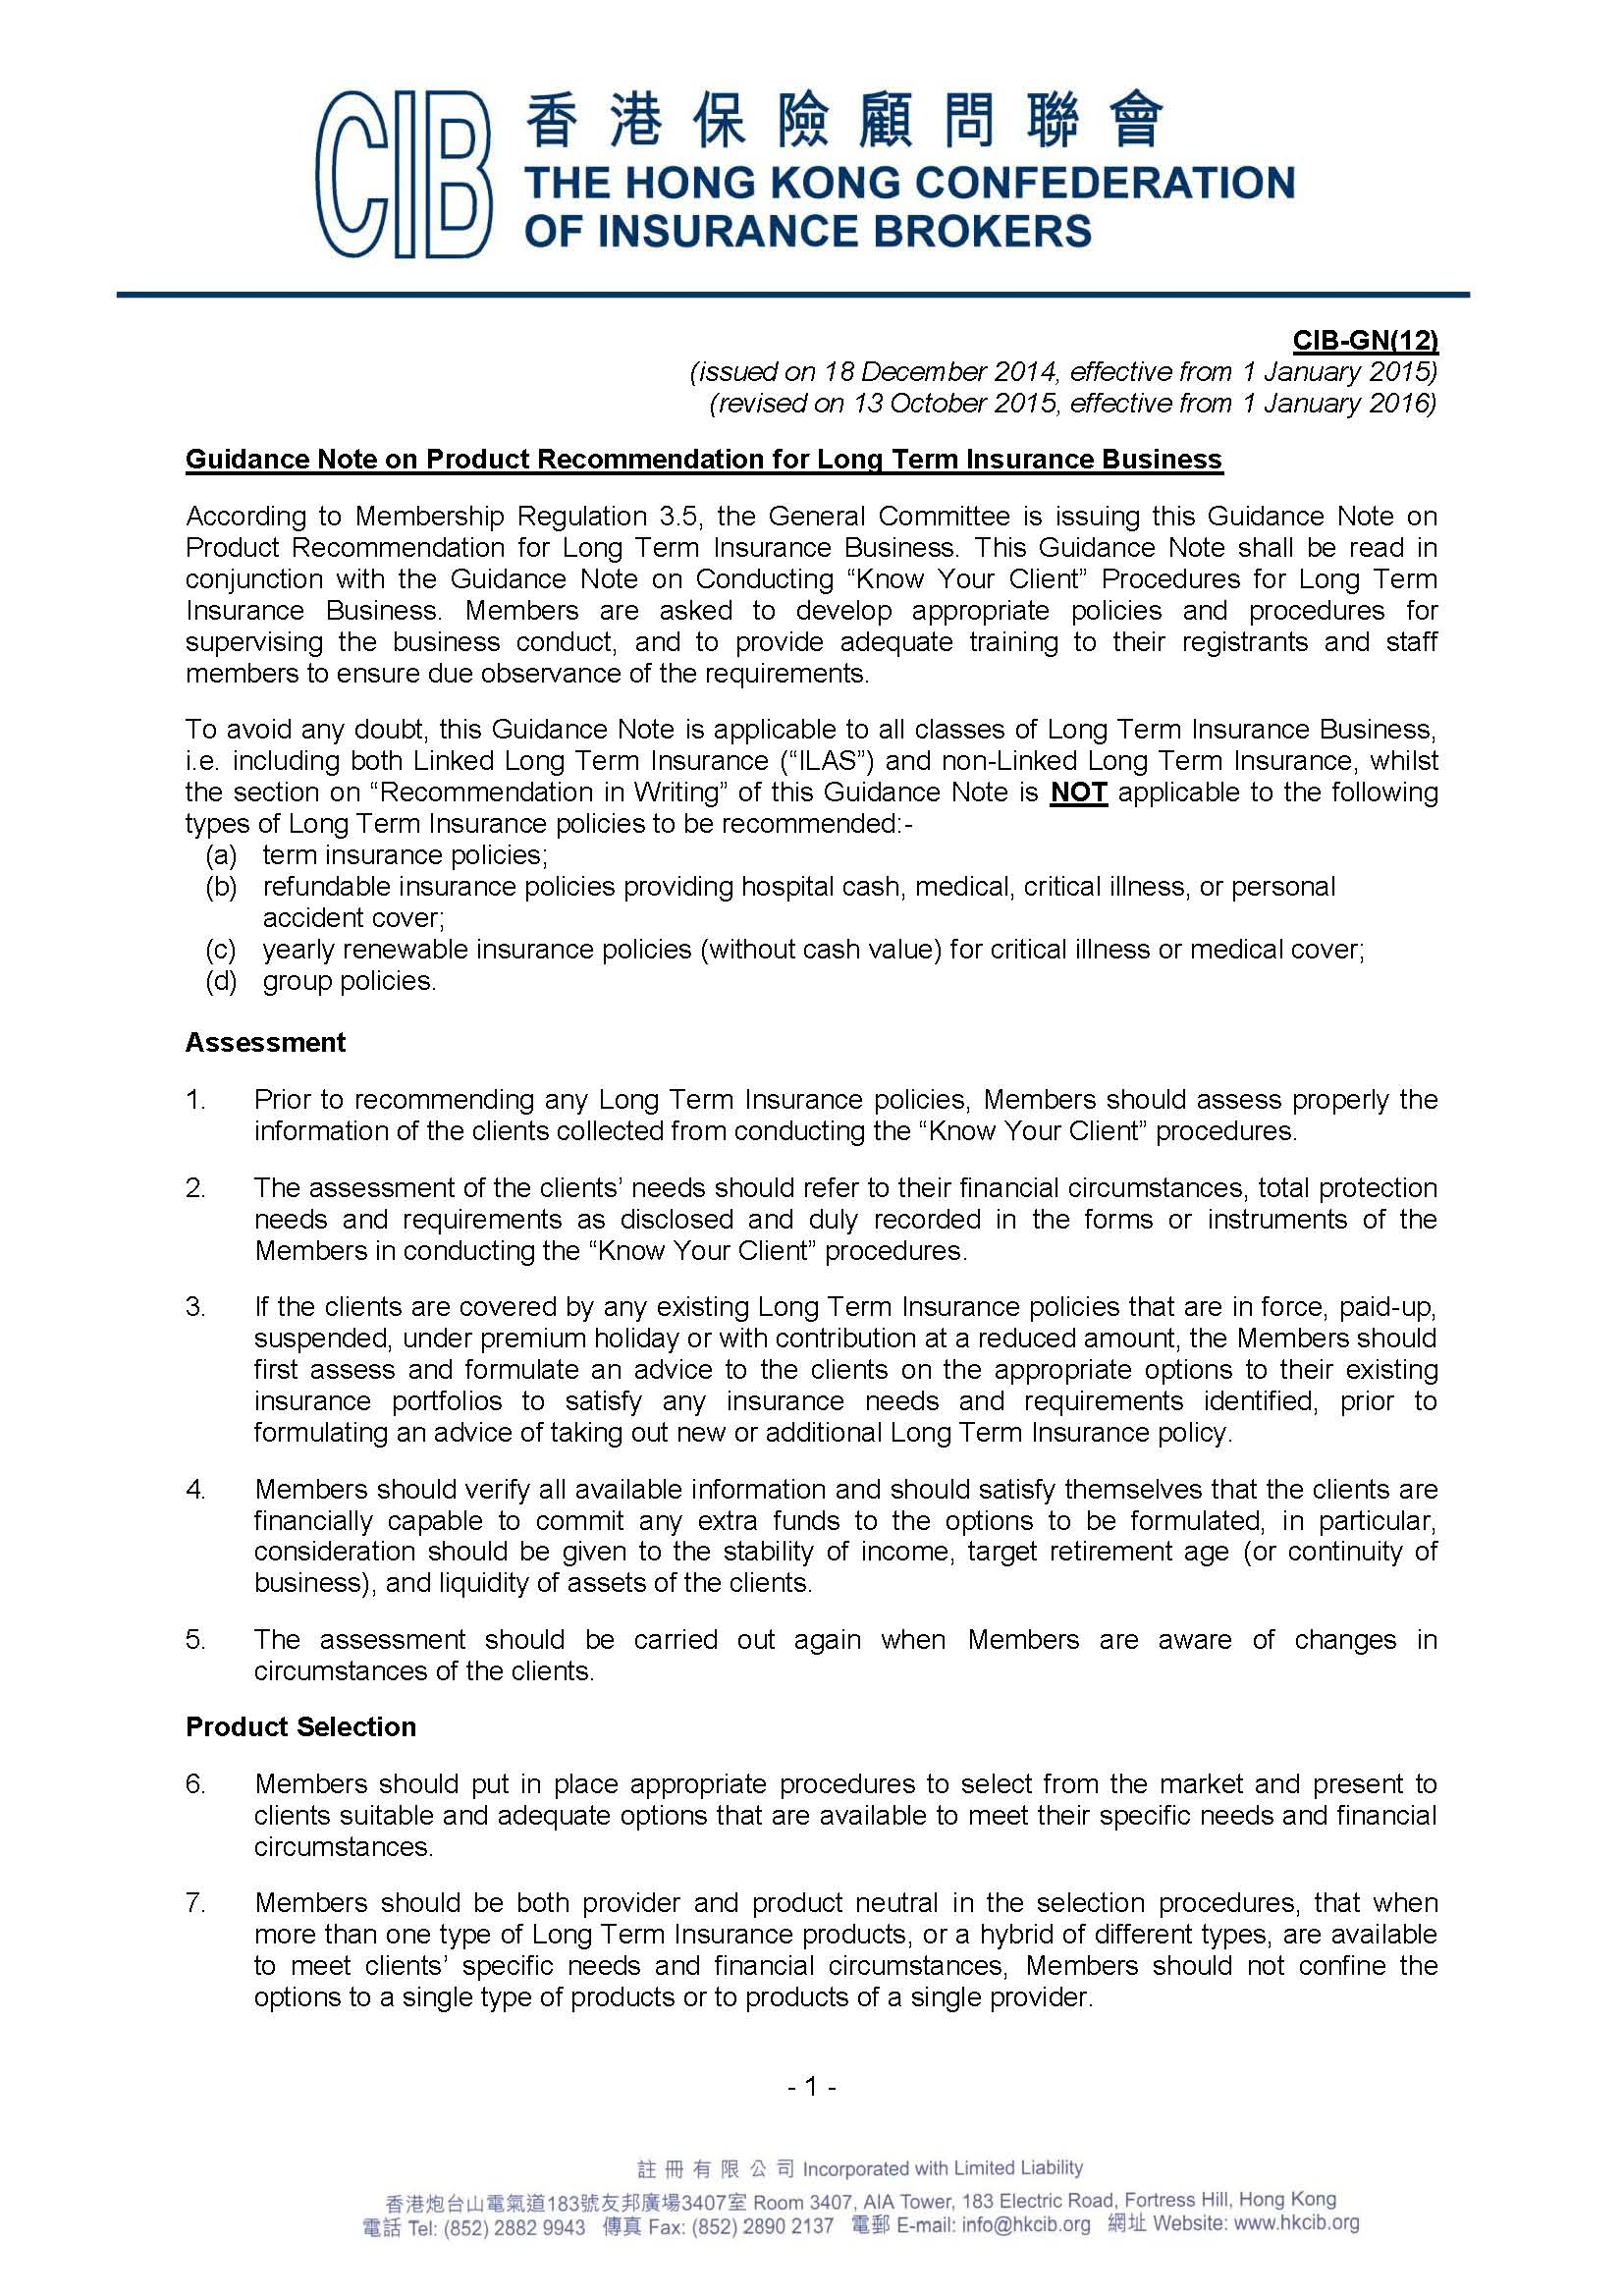 CIB 香港保險顧問聯會
THE HONG KONG CONFEDERATION
OF INSURANCE BROKERS
CIB-GN(12)
(issued on 18 December 2014, effective from 1 January 2015)
(revised on 13 October 2015, effective from 1 January 2016)
Guidance Note on Product Recommendation for Long Term Insurance Business
According to Membership Regulation 3.5, the General Committee is issuing this Guidance Note on
Product Recommendation for Long Term Insurance Business. This Guidance Note shall be read in
conjunction with the Guidance Note on Conducting “Know Your Client” Procedures for Long Term
Insurance Business. Members are asked to develop appropriate policies and procedures for
supervising the business conduct, and to provide adequate training to their registrants and staff
members to ensure due observance of the requirements.
To avoid any doubt, this Guidance Note is applicable to all classes of Long Term Insurance Business,
i.e. including both Linked Long Term Insurance (“ILAS”) and non-Linked Long Term Insurance, whilst
the section on “Recommendation in Writing” of this Guidance Note is NOT applicable to the following
types of Long Term Insurance policies to be recommended:-
(a) term insurance policies;
(b) refundable insurance policies providing hospital cash, medical, critical illness, or personal
accident cover;
(c) yearly renewable insurance policies (without cash value) for critical illness or medical cover;
(d) group policies.
Assessment
1. Prior to recommending any Long Term Insurance policies, Members should assess properly the
information of the clients collected from conducting the “Know Your Client” procedures.
2. The assessment of the clients’ needs should refer to their financial circumstances, total protection
needs and requirements as disclosed and duly recorded in the forms or instruments of the
Members in conducting the “Know Your Client” procedures.
3. If the clients are covered by any existing Long Term Insurance policies that are in force, paid-up,
suspended, under premium holiday or with contribution at a reduced amount, the Members should
first assess and formulate an advice to the clients on the appropriate options to their existing
insurance portfolios to satisfy any insurance needs and requirements identified, prior to
formulating an advice of taking out new or additional Long Term Insurance policy.
4. Members should verify all available information and should satisfy themselves that the clients are
financially capable to commit any extra funds to the options to be formulated, in particular,
consideration should be given to the stability of income, target retirement age (or continuity of
business), and liquidity of assets of the clients.
5. The assessment should be carried out again when Members are aware of changes in
circumstances of the clients.
Product Selection
6. Members should put in place appropriate procedures to select from the market and present to
clients suitable and adequate options that are available to meet their specific needs and financial
circumstances.
7. Members should be both provider and product neutral in the selection procedures, that when
more than one type of Long Term Insurance products, or a hybrid of different types, are available
to meet clients’ specific needs and financial circumstances, Members should not confine the
options to a single type of products or to products of a single provider.
- 1 -
註冊有限公司 Incorporated with Limited Liability
香港炮台山電氣道183號友邦廣場3407室 Room 3407, AIA Tower, 183 Electric Road, Fortress Hill, Hong Kong
電話 Tel: (852) 2882 9943 傳真 Fax: (852) 2890 2137 電郵 E-mail: info@hkcib.org 網址 Website: www.hkcib.org